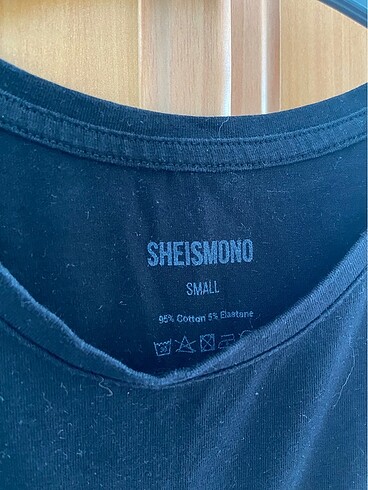 SHEISMONO
SMALL
95% Cotton 5% Elastane